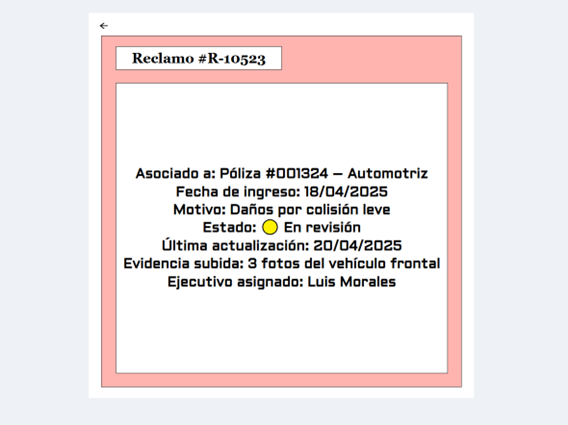 Reclamo #R-10523
Asociado a: Póliza #001324 – Automotriz
Fecha de ingreso: 18/04/2025
Motivo: Daños por colisión leve
Estado: 🟡 En revisión
Última actualización: 20/04/2025
Evidencia subida: 3 fotos del vehículo frontal
Ejecutivo asignado: Luis Morales